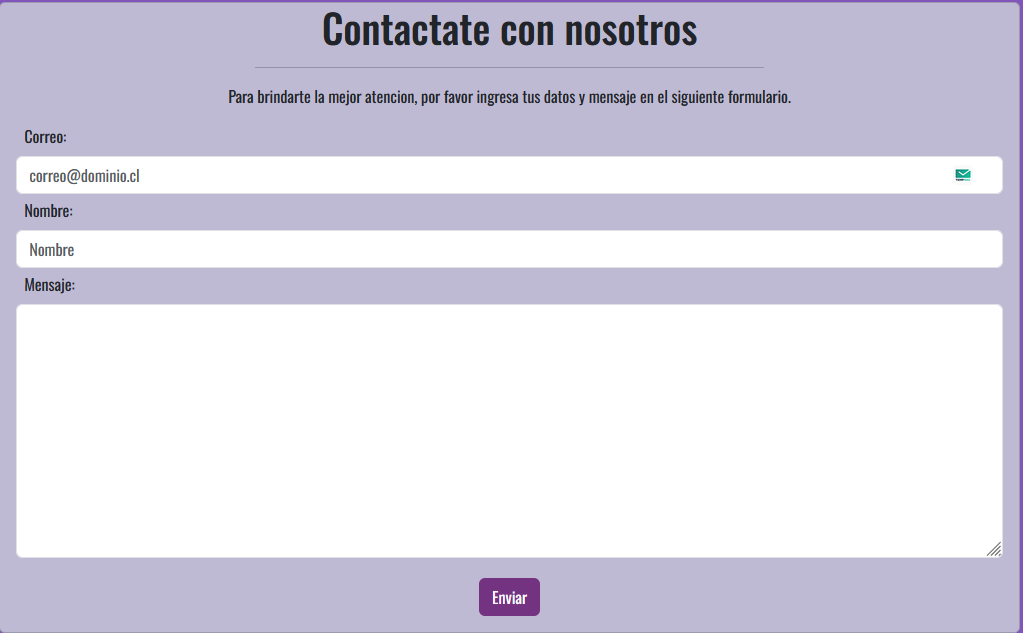 Contactate con nosotros
Para brindarte la mejor atencion, por favor ingresa tus datos y mensaje en el siguiente formulario.
Correo:
correo@dominio.cl
Nombre:
Nombre
Mensaje:
Enviar